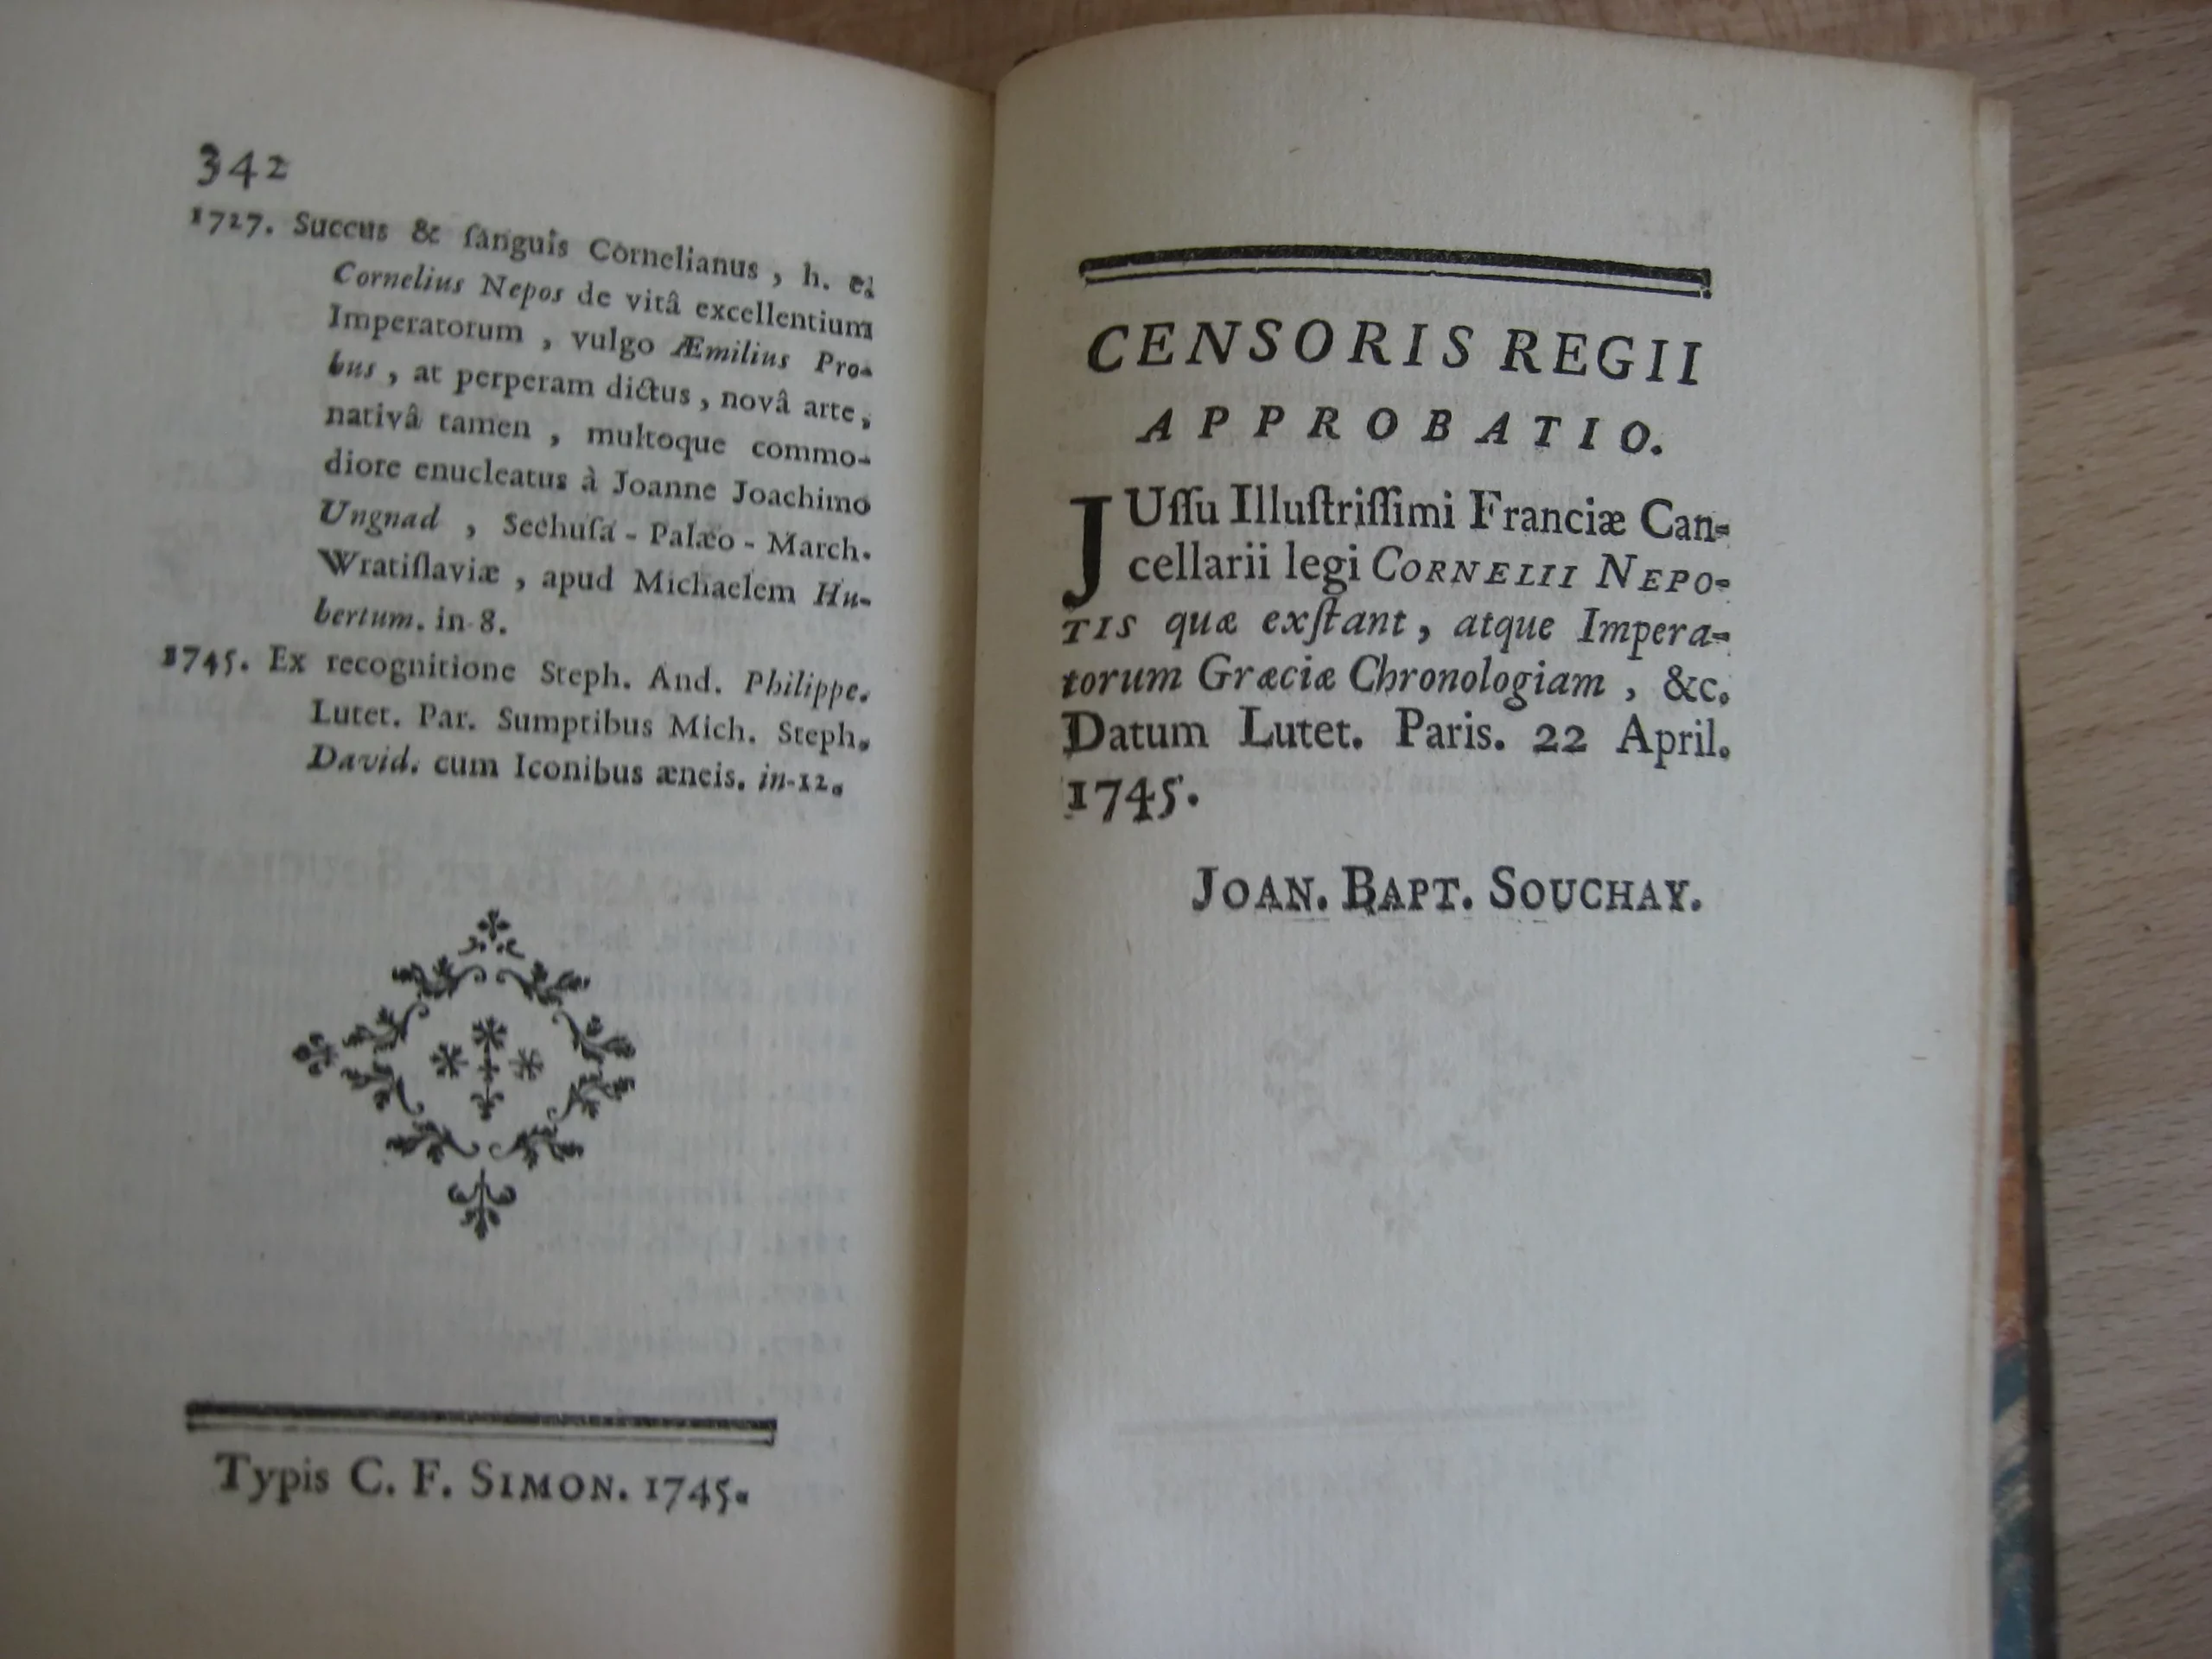 342
1727. Succus & ſanguis Cornelianus, h. e.
Cornelius Nepos de vitâ excellentium
Imperatorum, vulgo Æmilius Pro-
bus, at perperam dictus, novâ arte,
nativâ tamen, multoque commo-
diore enucleatus à Joanne Joachimo
Ungnad, Sechuſa-Palæo-March.
Wratiſlaviæ, apud Michaelem Hu-
bertum. in-8.
1745. Ex recognitione Steph. And. Philippe.
Lutet. Par. Sumptibus Mich. Steph.
David. cum Iconibus æneis. in-12.
Typis C. F. SIMON. 1745.
CENSORIS REGII
APPROBATIO.
JUſſu Illuſtriſſimi Franciæ Can-
cellarii legi CORNELII NEPO-
TIS quæ exſtant, atque Impera-
torum Græciæ Chronologiam, &c.
Datum Lutet. Paris. 22 April.
1745.
JOAN. BAPT. SOUCHAY.